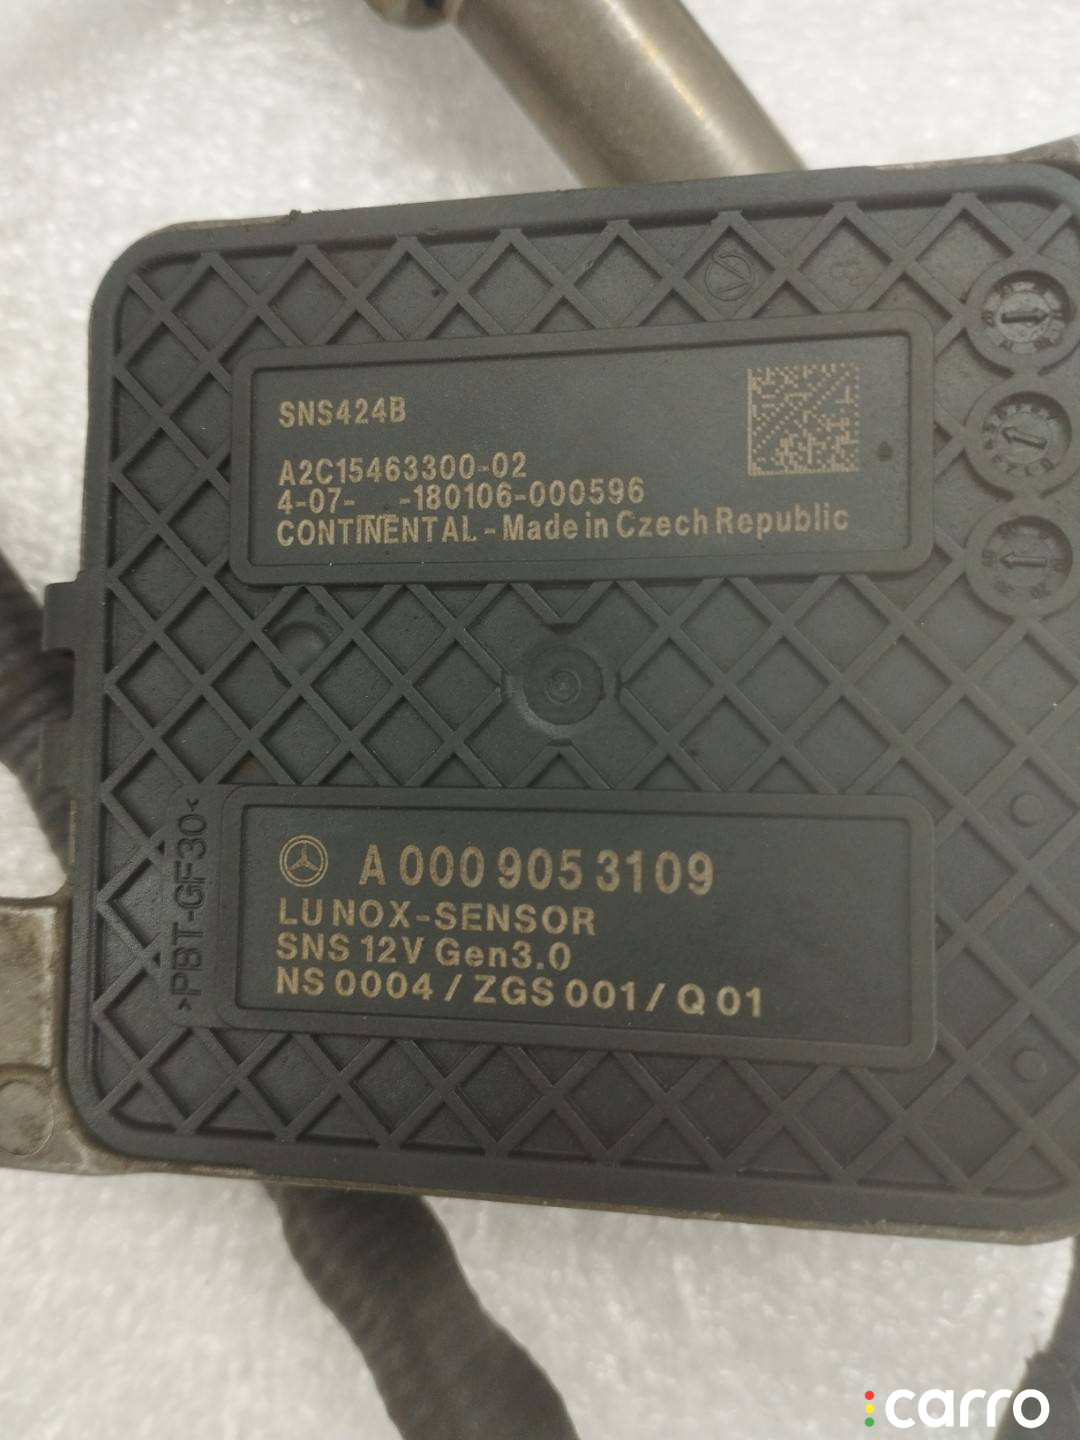 SNS424B
A2C15463300-02
4-07-__-180106-000596
CONTINENTAL - Made in Czech Republic
>PBT-GF30<
A 000 905 3109
LU NOX-SENSOR
SNS 12V Gen3.0
NS 0004 / ZGS 001 / Q 01
carro